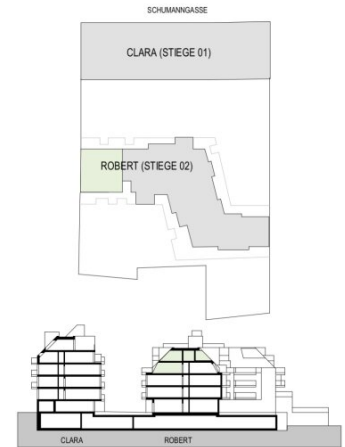 SCHUMANNGASSE
CLARA (STIEGE 01)
ROBERT (STIEGE 02)
CLARA
ROBERT